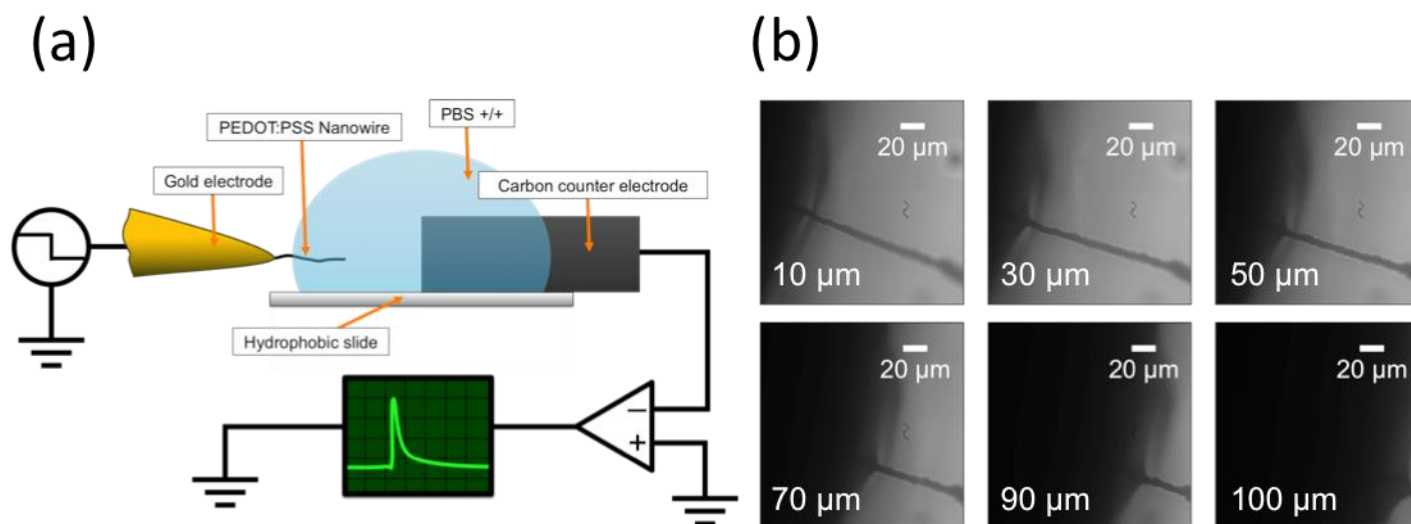 (a)
(b)
PBS +/+
PEDOT:PSS Nanowire
Gold electrode
Carbon counter electrode
Hydrophobic slide
−
+
20 μm
10 μm
20 μm
30 μm
20 μm
50 μm
20 μm
70 μm
20 μm
90 μm
20 μm
100 μm